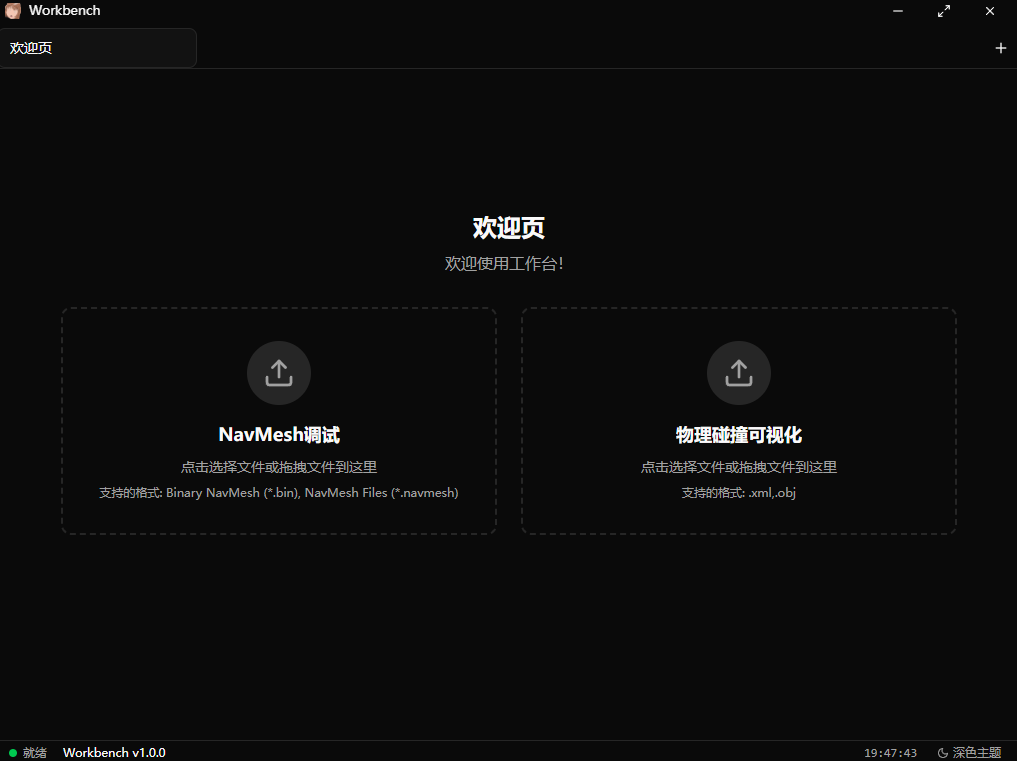 Workbench
欢迎页
欢迎页
欢迎使用工作台!
NavMesh调试
点击选择文件或拖拽文件到这里
支持的格式: Binary NavMesh (*.bin), NavMesh Files (*.navmesh)
物理碰撞可视化
点击选择文件或拖拽文件到这里
支持的格式: .xml,.obj
就绪 Workbench v1.0.0 19:47:43 深色主题